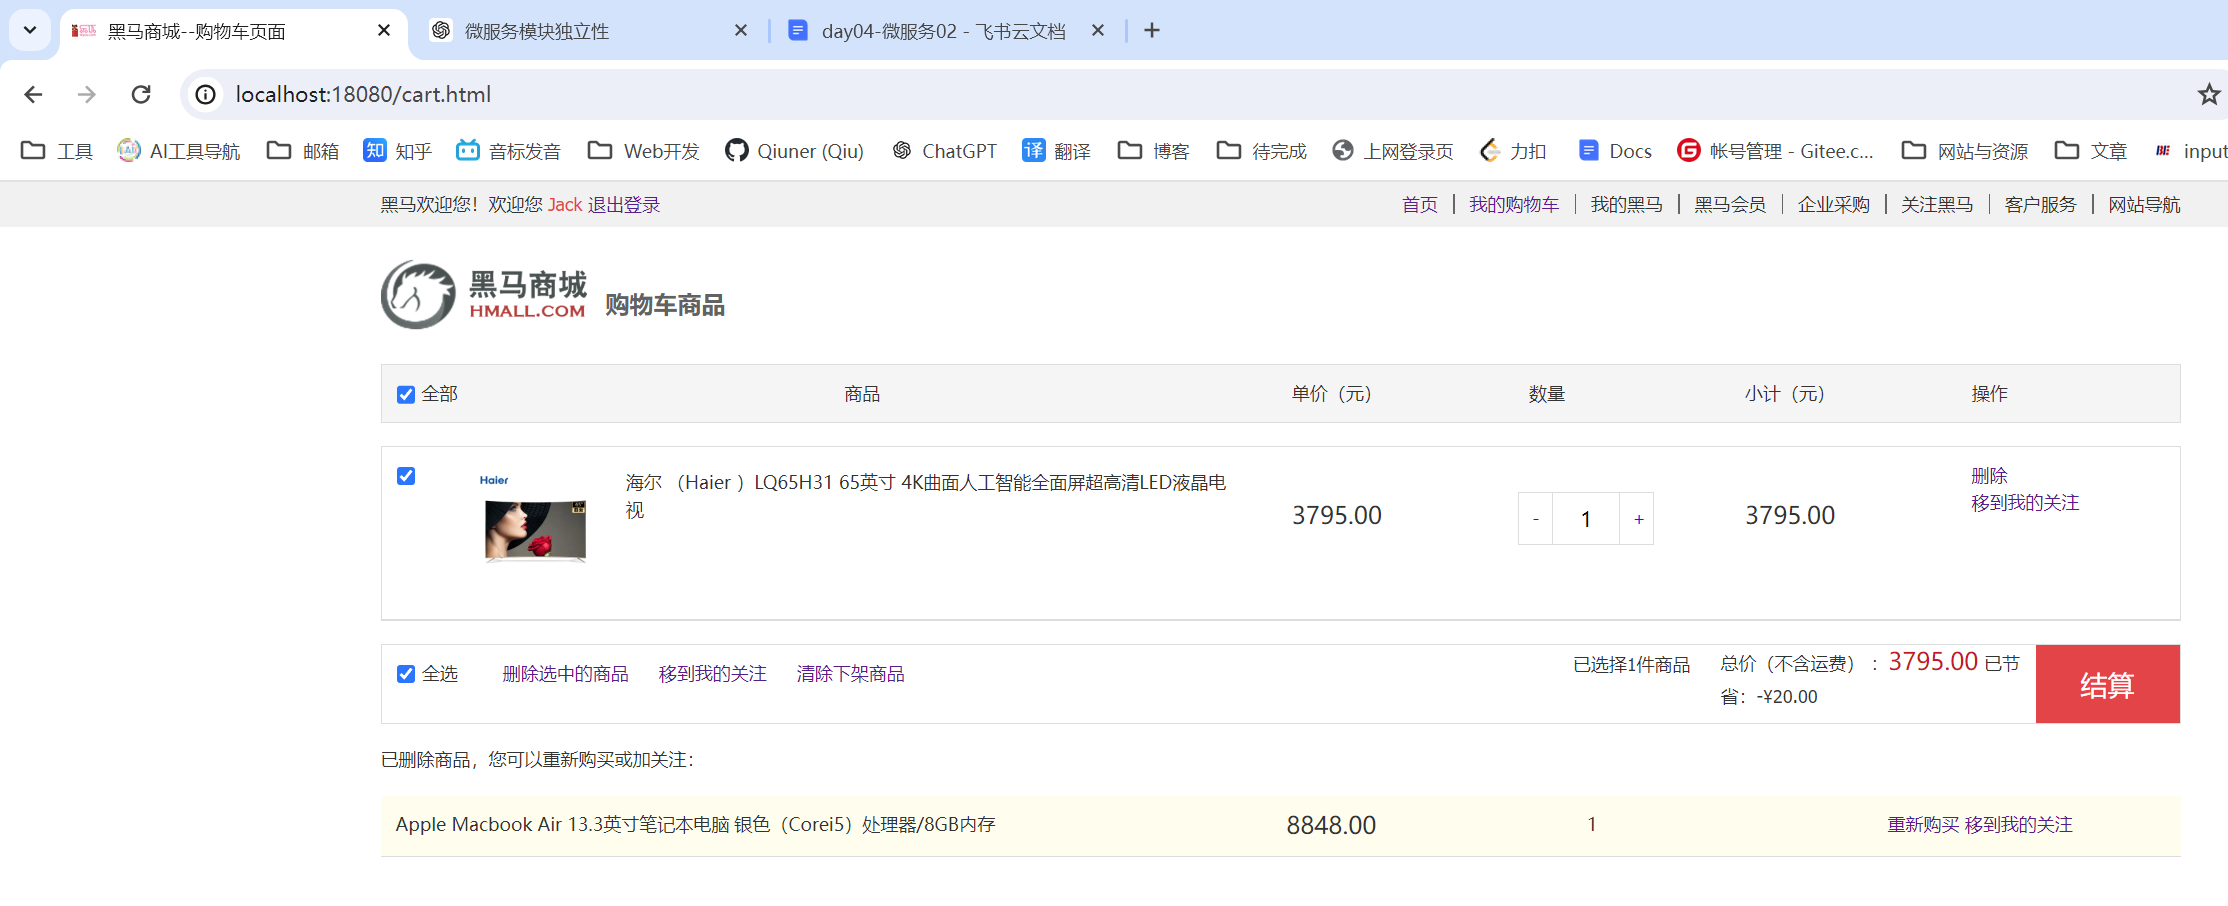 黑马商城--购物车页面
微服务模块独立性
day04-微服务02 - 飞书云文档
localhost:18080/cart.html
工具
AI工具导航
邮箱
知 知乎
音标发音
Web开发
Qiuner (Qiu)
ChatGPT
译 翻译
博客
待完成
上网登录页
力扣
Docs
帐号管理 - Gitee.c...
网站与资源
文章
input
黑马欢迎您！欢迎您 Jack 退出登录
首页 我的购物车 我的黑马 黑马会员 企业采购 关注黑马 客户服务 网站导航
黑马商城
HMALL.COM
购物车商品
全部 商品 单价（元） 数量 小计（元） 操作
Haier
海尔 （Haier ）LQ65H31 65英寸 4K曲面人工智能全面屏超高清LED液晶电
视
3795.00
- 1 +
3795.00
删除
移到我的关注
全选 删除选中的商品 移到我的关注 清除下架商品
已选择1件商品
总价（不含运费）：3795.00 已节
省：-¥20.00
结算
已删除商品，您可以重新购买或加关注：
Apple Macbook Air 13.3英寸笔记本电脑 银色（Corei5）处理器/8GB内存 8848.00 1 重新购买 移到我的关注